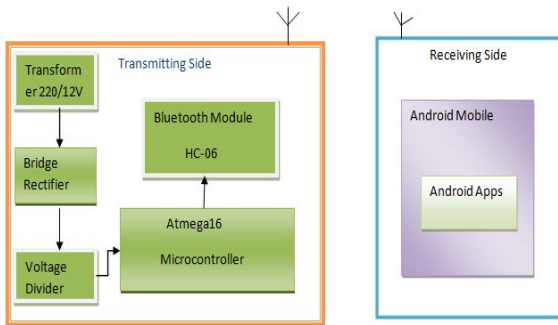 Transmitting Side
Transform
er 220/12V
Bridge
Rectifier
Voltage
Divider
Bluetooth Module
HC-06
Atmega16
Microcontroller
Receiving Side
Android Mobile
Android Apps